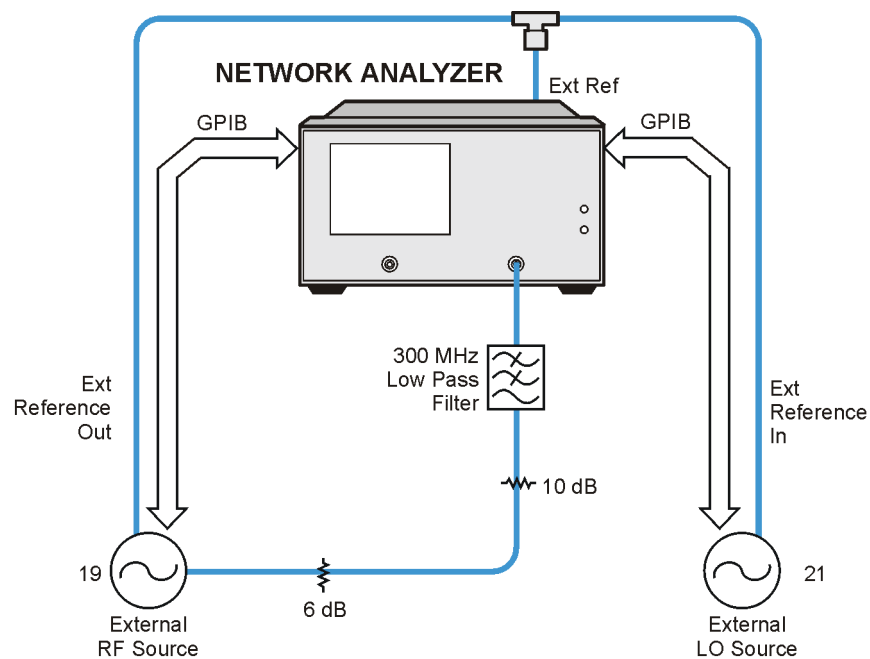 NETWORK ANALYZER
Ext Ref
GPIB
GPIB
300 MHz
Low Pass
Filter
Ext
Reference
Out
Ext
Reference
In
10 dB
19
6 dB
21
External
RF Source
External
LO Source